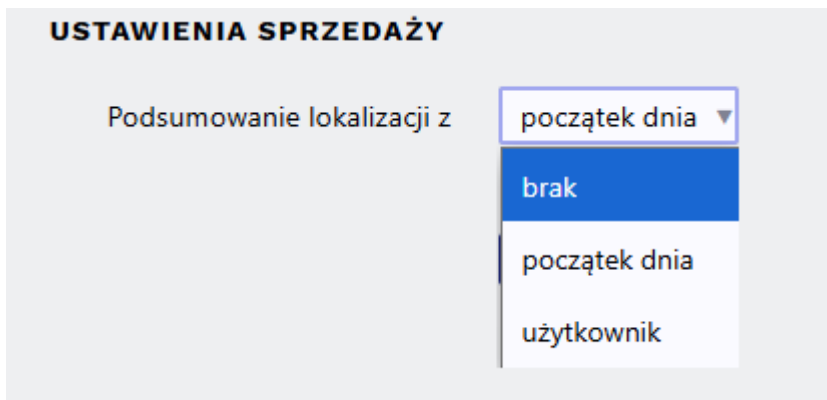 USTAWIENIA SPRZEDAŻY
Podsumowanie lokalizacji z początek dnia
brak
początek dnia
użytkownik